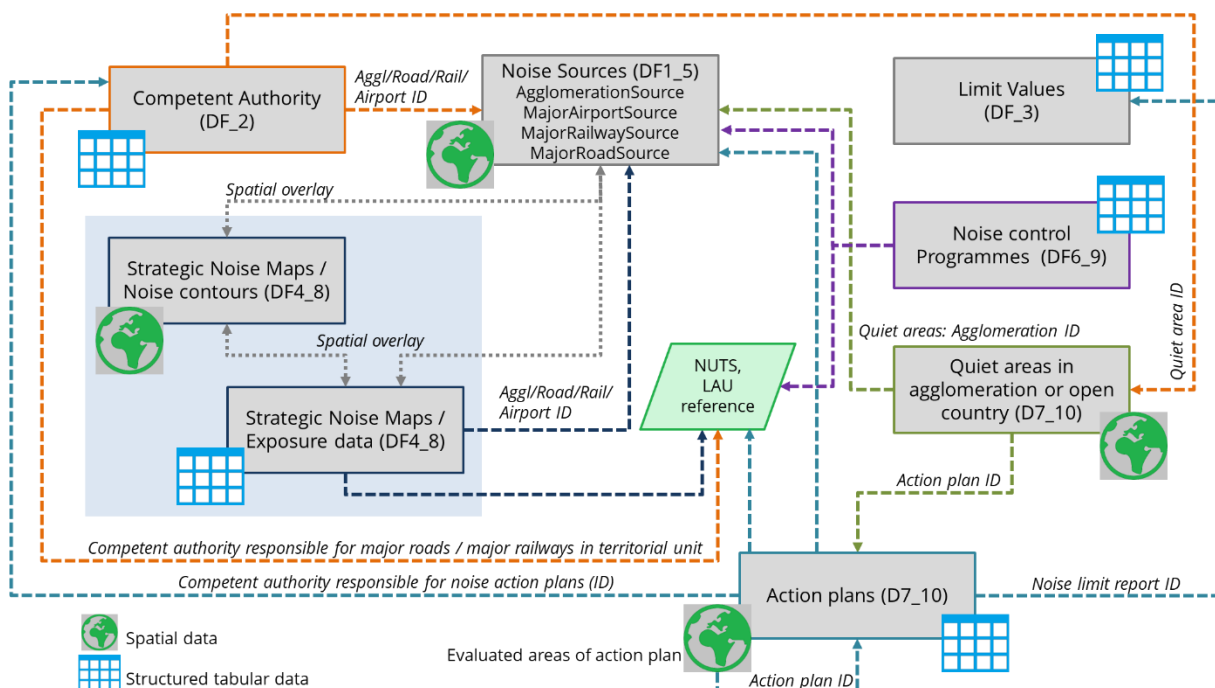 Competent Authority
(DF_2)
Aggl/Road/Rail/
Airport ID
Noise Sources (DF1_5)
AgglomerationSource
MajorAirportSource
MajorRailwaySource
MajorRoadSource
Limit Values
(DF_3)
Spatial overlay
Strategic Noise Maps /
Noise contours (DF4_8)
Noise control
Programmes (DF6_9)
Quiet area ID
Spatial overlay
Quiet areas: Agglomeration ID
NUTS,
LAU
reference
Quiet areas in
agglomeration or open
country (D7_10)
Aggl/Road/Rail/
Airport ID
Strategic Noise Maps /
Exposure data (DF4_8)
Action plan ID
Competent authority responsible for major roads / major railways in territorial unit
Competent authority responsible for noise action plans (ID)
Action plans (D7_10)
Noise limit report ID
Spatial data
Evaluated areas of action plan
Structured tabular data
Action plan ID